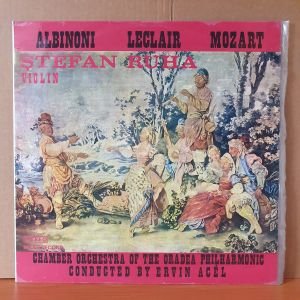 ALBINONI LECLAIR MOZART
ŞTEFAN RUHA
VIOLIN
CHAMBER ORCHESTRA OF THE ORADEA PHILHARMONIC
CONDUCTED BY ERVIN ACÉL